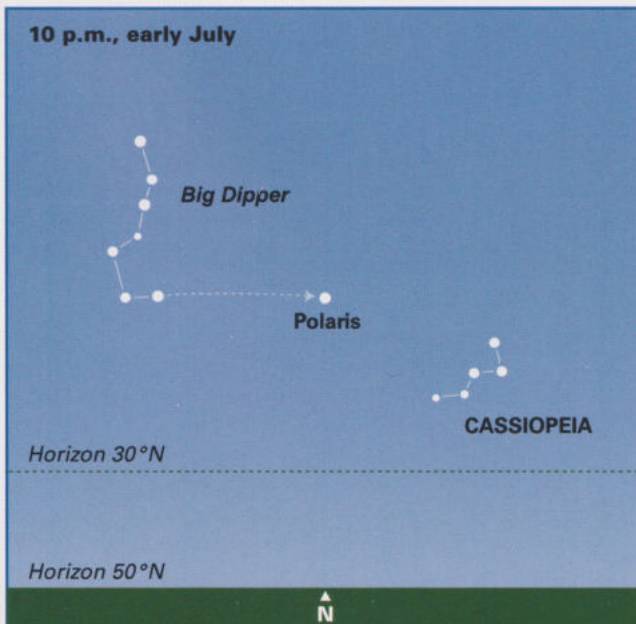 10 p.m., early July
Big Dipper
Polaris
CASSIOPEIA
Horizon 30°N
Horizon 50°N
N